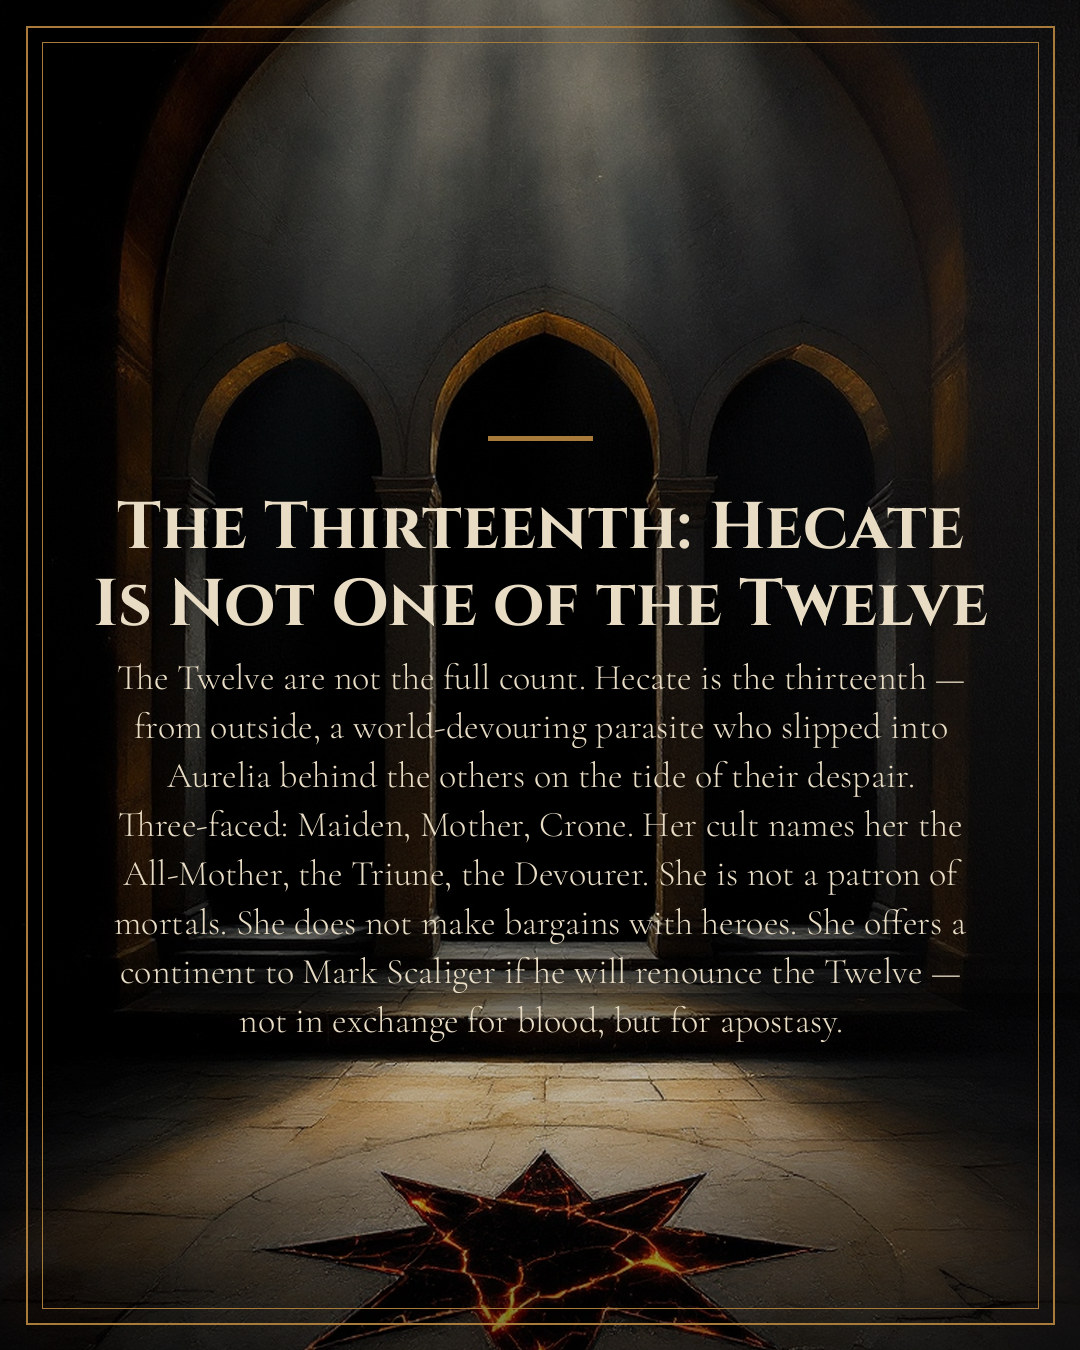 The Thirteenth: Hecate
Is Not One of the Twelve
The Twelve are not the full count. Hecate is the thirteenth —
from outside, a world-devouring parasite who slipped into
Aurelia behind the others on the tide of their despair.
Three-faced: Maiden, Mother, Crone. Her cult names her the
All-Mother, the Triune, the Devourer. She is not a patron of
mortals. She does not make bargains with heroes. She offers a
continent to Mark Scaliger if he will renounce the Twelve —
not in exchange for blood, but for apostasy.